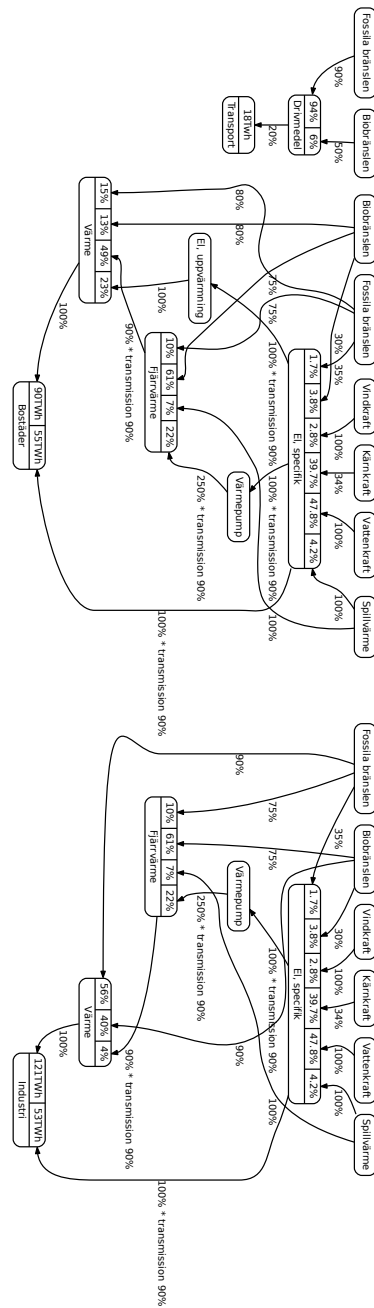 Fossila bränslen
Biobränslen
90%
50%
94% 6%
Drivmedel
20%
18Twh
Transport
Biobränslen
Fossila bränslen
Vindkraft
Kärnkraft
Vattenkraft
Spillvärme
30%
35%
100%
34%
100%
100%
1.7% 3.8% 2.8% 39.7% 47.8% 4.2%
El, specifik
80%
80%
75%
75%
100% * transmission 90%
100% * transmission 90%
100%
El, uppvärmning
Värmepump
100%
250% * transmission 90%
10% 61% 7% 22%
Fjärrvärme
90% * transmission 90%
15% 13% 49% 23%
Värme
100%
100% * transmission 90%
90TWh 55TWh
Bostäder
Fossila bränslen
Biobränslen
Vindkraft
Kärnkraft
Vattenkraft
Spillvärme
35%
30%
100%
34%
100%
100%
1.7% 3.8% 2.8% 39.7% 47.8% 4.2%
El, specifik
90%
75%
75%
100% * transmission 90%
90%
100%
Värmepump
250% * transmission 90%
10% 61% 7% 22%
Fjärrvärme
90% * transmission 90%
56% 40% 4%
Värme
100%
100% * transmission 90%
121TWh 53TWh
Industri